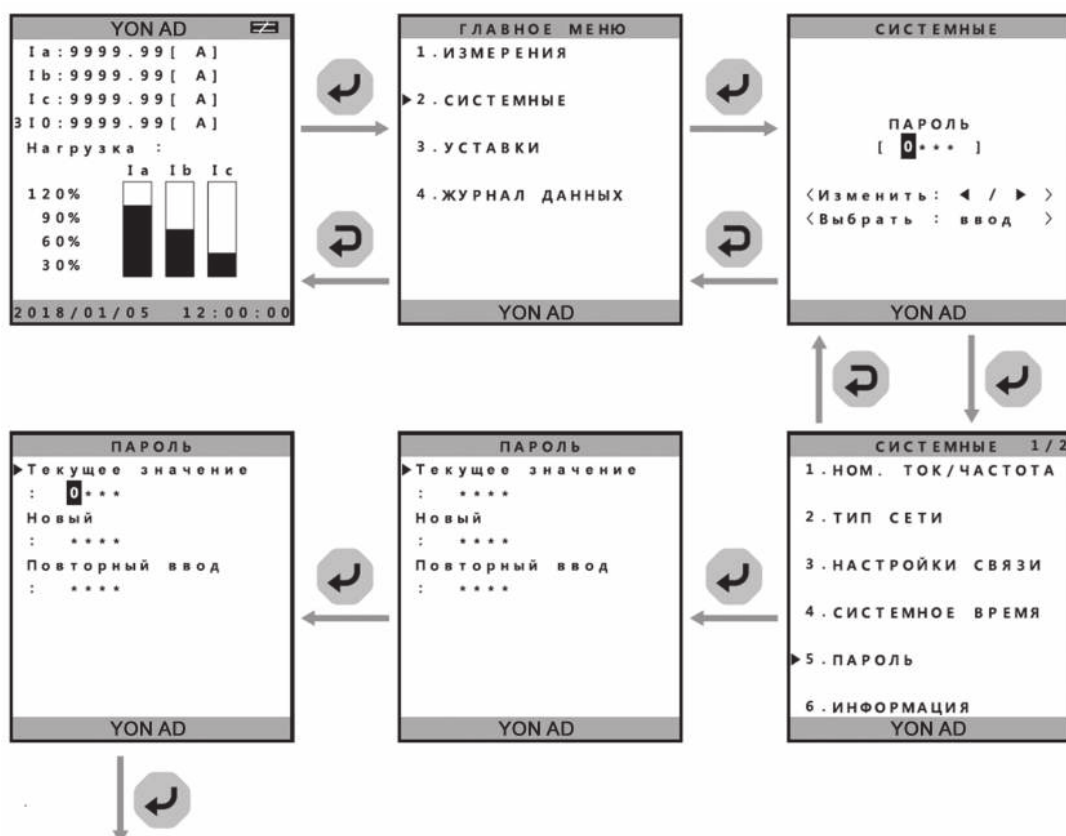 YON AD
Ia:9999.99[ A]
Ib:9999.99[ A]
Ic:9999.99[ A]
3I0:9999.99[ A]
Нагрузка :
Ia Ib Ic
120%
90%
60%
30%
2018/01/05 12:00:00
ГЛАВНОЕ МЕНЮ
1.ИЗМЕРЕНИЯ
▶2.СИСТЕМНЫЕ
3.УСТАВКИ
4.ЖУРНАЛ ДАННЫХ
YON AD
СИСТЕМНЫЕ
ПАРОЛЬ
[ 0*** ]
<Изменить: ◀ / ▶ >
<Выбрать : ввод >
YON AD
ПАРОЛЬ
▶Текущее значение
: 0***
Новый
: ****
Повторный ввод
: ****
YON AD
ПАРОЛЬ
▶Текущее значение
: ****
Новый
: ****
Повторный ввод
: ****
YON AD
СИСТЕМНЫЕ 1/2
1.НОМ. ТОК/ЧАСТОТА
2.ТИП СЕТИ
3.НАСТРОЙКИ СВЯЗИ
4.СИСТЕМНОЕ ВРЕМЯ
▶5.ПАРОЛЬ
6.ИНФОРМАЦИЯ
YON AD